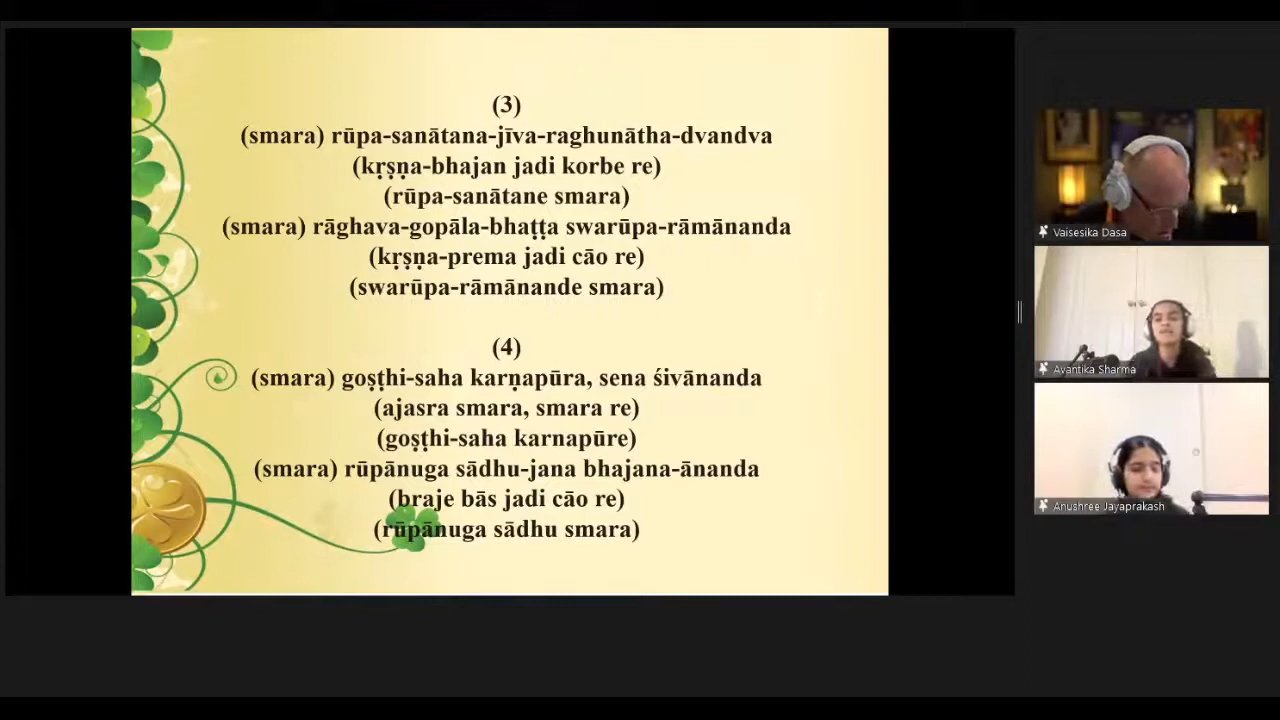 (3)
(smara) rūpa-sanātana-jīva-raghunātha-dvandva
(kṛṣṇa-bhajan jadi korbe re)
(rūpa-sanātane smara)
(smara) rāghava-gopāla-bhaṭṭa swarūpa-rāmānanda
(kṛṣṇa-prema jadi cāo re)
(swarūpa-rāmānande smara)
(4)
(smara) goṣṭhi-saha karṇapūra, sena śivānanda
(ajasra smara, smara re)
(goṣṭhi-saha karnapūre)
(smara) rūpānuga sādhu-jana bhajana-ānanda
(braje bās jadi cāo re)
(rūpānuga sādhu smara)
Vaisesika Dasa
Avantika Sharma
Anushree Jayaprakash